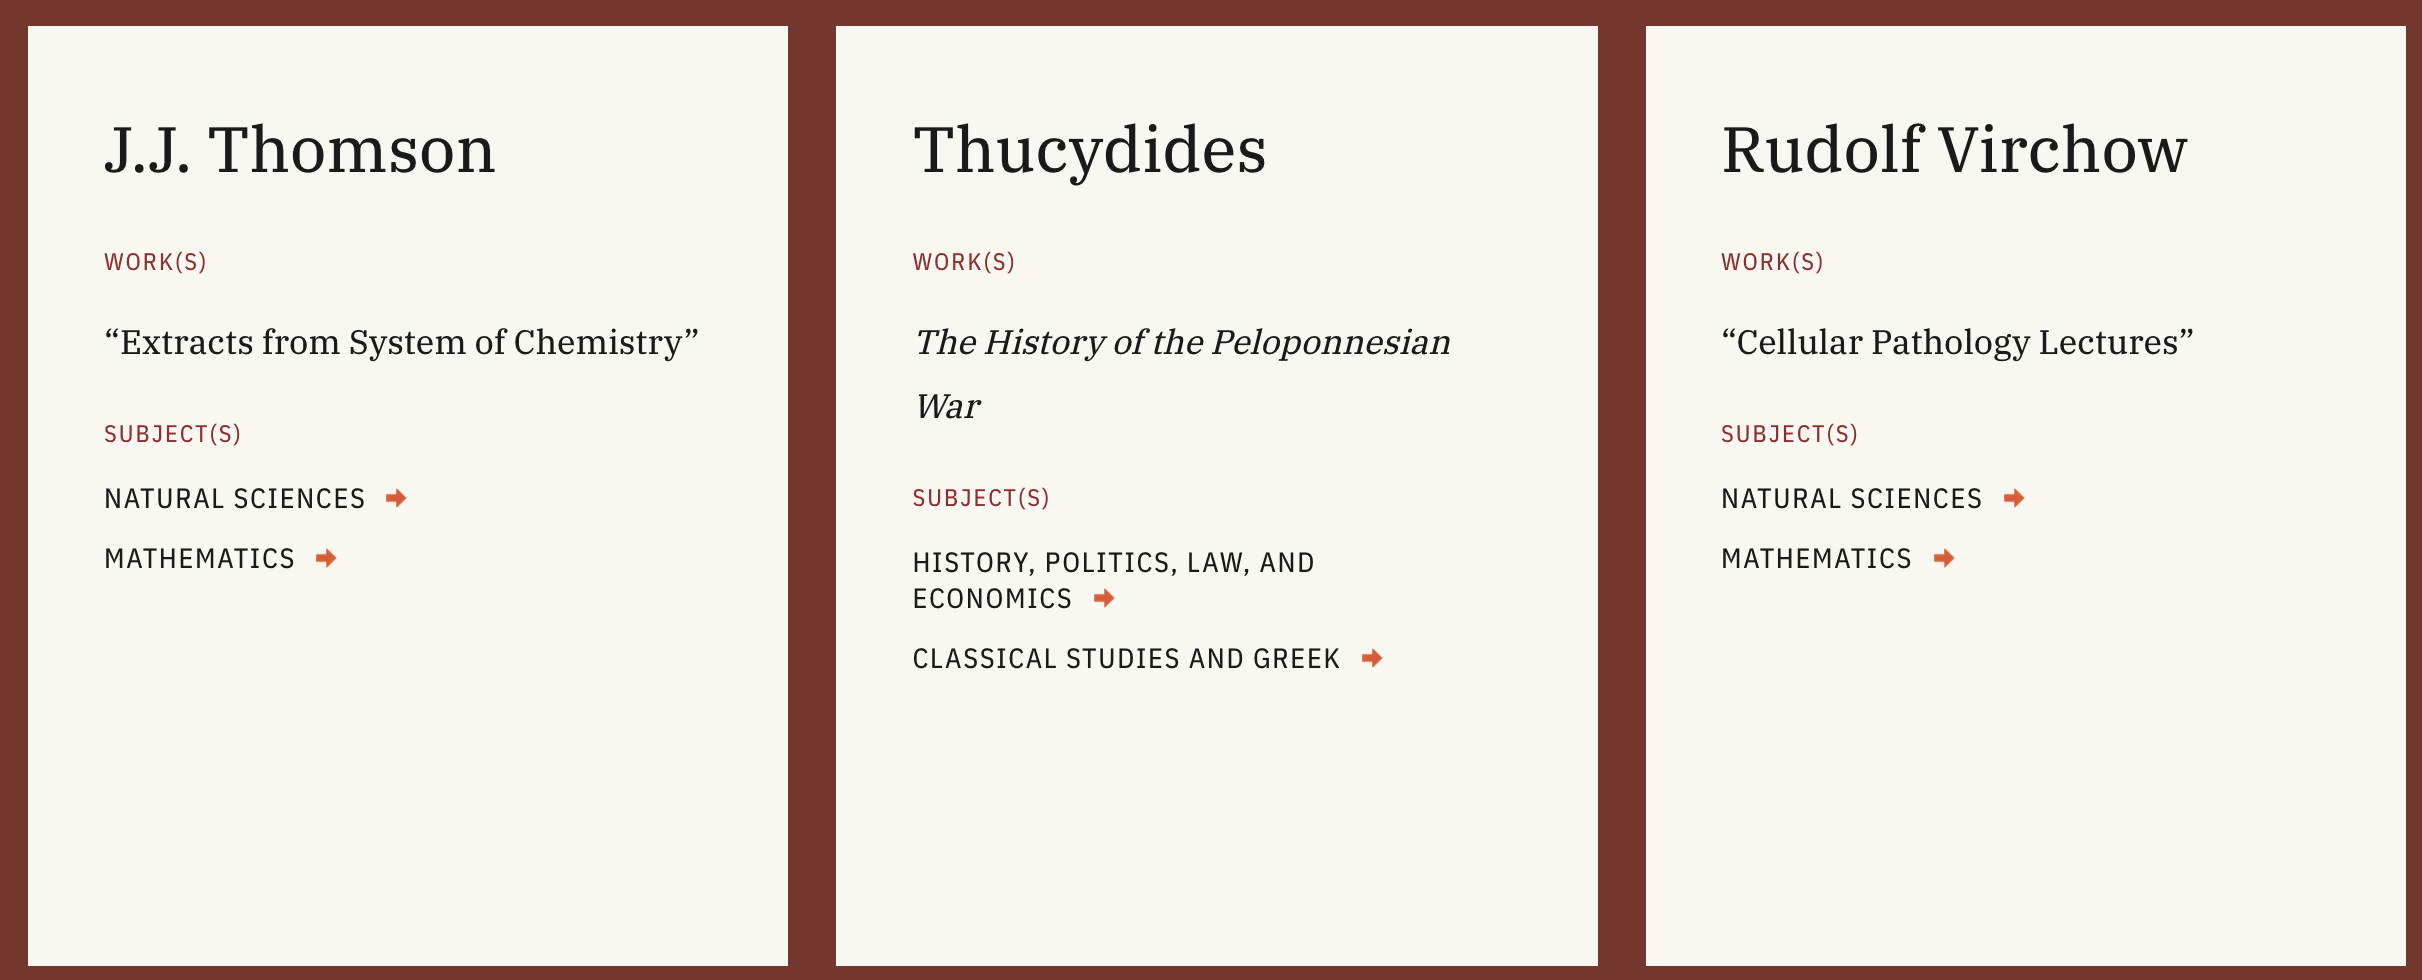 J.J. Thomson
WORK(S)
“Extracts from System of Chemistry”
SUBJECT(S)
NATURAL SCIENCES
MATHEMATICS
Thucydides
WORK(S)
The History of the Peloponnesian
War
SUBJECT(S)
HISTORY, POLITICS, LAW, AND
ECONOMICS
CLASSICAL STUDIES AND GREEK
Rudolf Virchow
WORK(S)
“Cellular Pathology Lectures”
SUBJECT(S)
NATURAL SCIENCES
MATHEMATICS